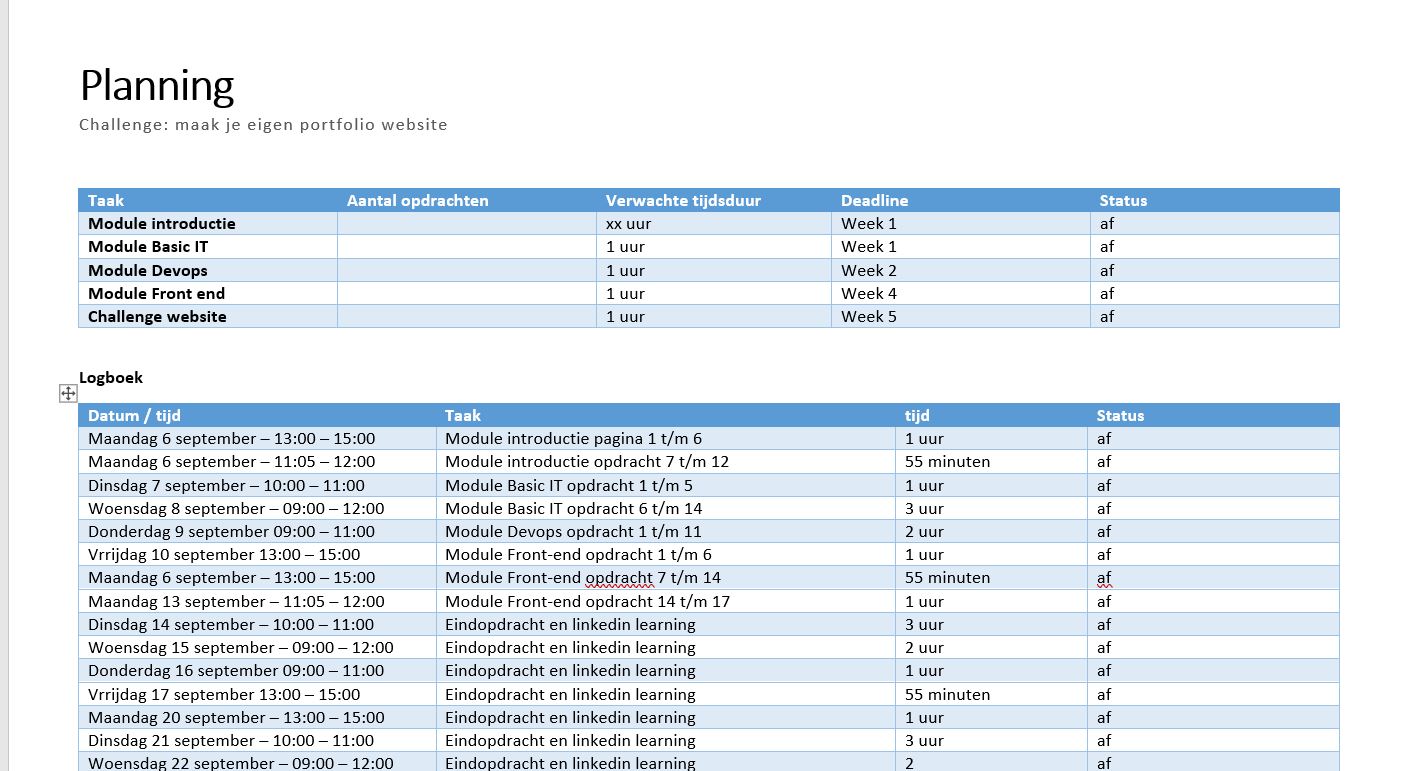 Planning
Challenge: maak je eigen portfolio website
Taak Aantal opdrachten Verwachte tijdsduur Deadline Status
Module introductie xx uur Week 1 af
Module Basic IT 1 uur Week 1 af
Module Devops 1 uur Week 2 af
Module Front end 1 uur Week 4 af
Challenge website 1 uur Week 5 af
Logboek
Datum / tijd Taak tijd Status
Maandag 6 september – 13:00 – 15:00 Module introductie pagina 1 t/m 6 1 uur af
Maandag 6 september – 11:05 – 12:00 Module introductie opdracht 7 t/m 12 55 minuten af
Dinsdag 7 september – 10:00 – 11:00 Module Basic IT opdracht 1 t/m 5 1 uur af
Woensdag 8 september – 09:00 – 12:00 Module Basic IT opdracht 6 t/m 14 3 uur af
Donderdag 9 september 09:00 – 11:00 Module Devops opdracht 1 t/m 11 2 uur af
Vrrijdag 10 september 13:00 – 15:00 Module Front-end opdracht 1 t/m 6 1 uur af
Maandag 6 september – 13:00 – 15:00 Module Front-end opdracht 7 t/m 14 55 minuten af
Maandag 13 september – 11:05 – 12:00 Module Front-end opdracht 14 t/m 17 1 uur af
Dinsdag 14 september – 10:00 – 11:00 Eindopdracht en linkedin learning 3 uur af
Woensdag 15 september – 09:00 – 12:00 Eindopdracht en linkedin learning 2 uur af
Donderdag 16 september 09:00 – 11:00 Eindopdracht en linkedin learning 1 uur af
Vrrijdag 17 september 13:00 – 15:00 Eindopdracht en linkedin learning 55 minuten af
Maandag 20 september – 13:00 – 15:00 Eindopdracht en linkedin learning 1 uur af
Dinsdag 21 september – 10:00 – 11:00 Eindopdracht en linkedin learning 3 uur af
Woensdag 22 september – 09:00 – 12:00 Eindopdracht en linkedin learning 2 af